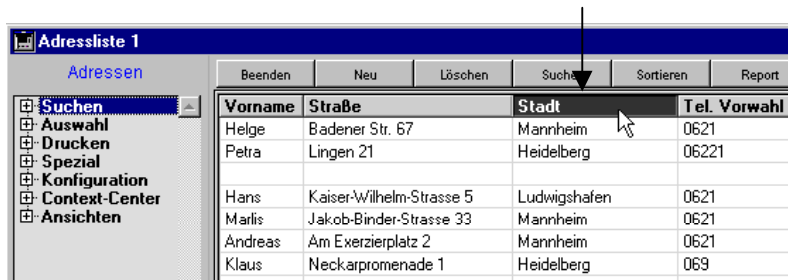 Adressliste 1
Adressen
Beenden Neu Löschen Suchen Sortieren Report
Suchen
Auswahl
Drucken
Spezial
Konfiguration
Context-Center
Ansichten
Vorname Straße Stadt Tel. Vorwahl
Helge Badener Str. 67 Mannheim 0621
Petra Lingen 21 Heidelberg 06221
Hans Kaiser-Wilhelm-Strasse 5 Ludwigshafen 0621
Marlis Jakob-Binder-Strasse 33 Mannheim 0621
Andreas Am Exerzierplatz 2 Mannheim 0621
Klaus Neckarpromenade 1 Heidelberg 069